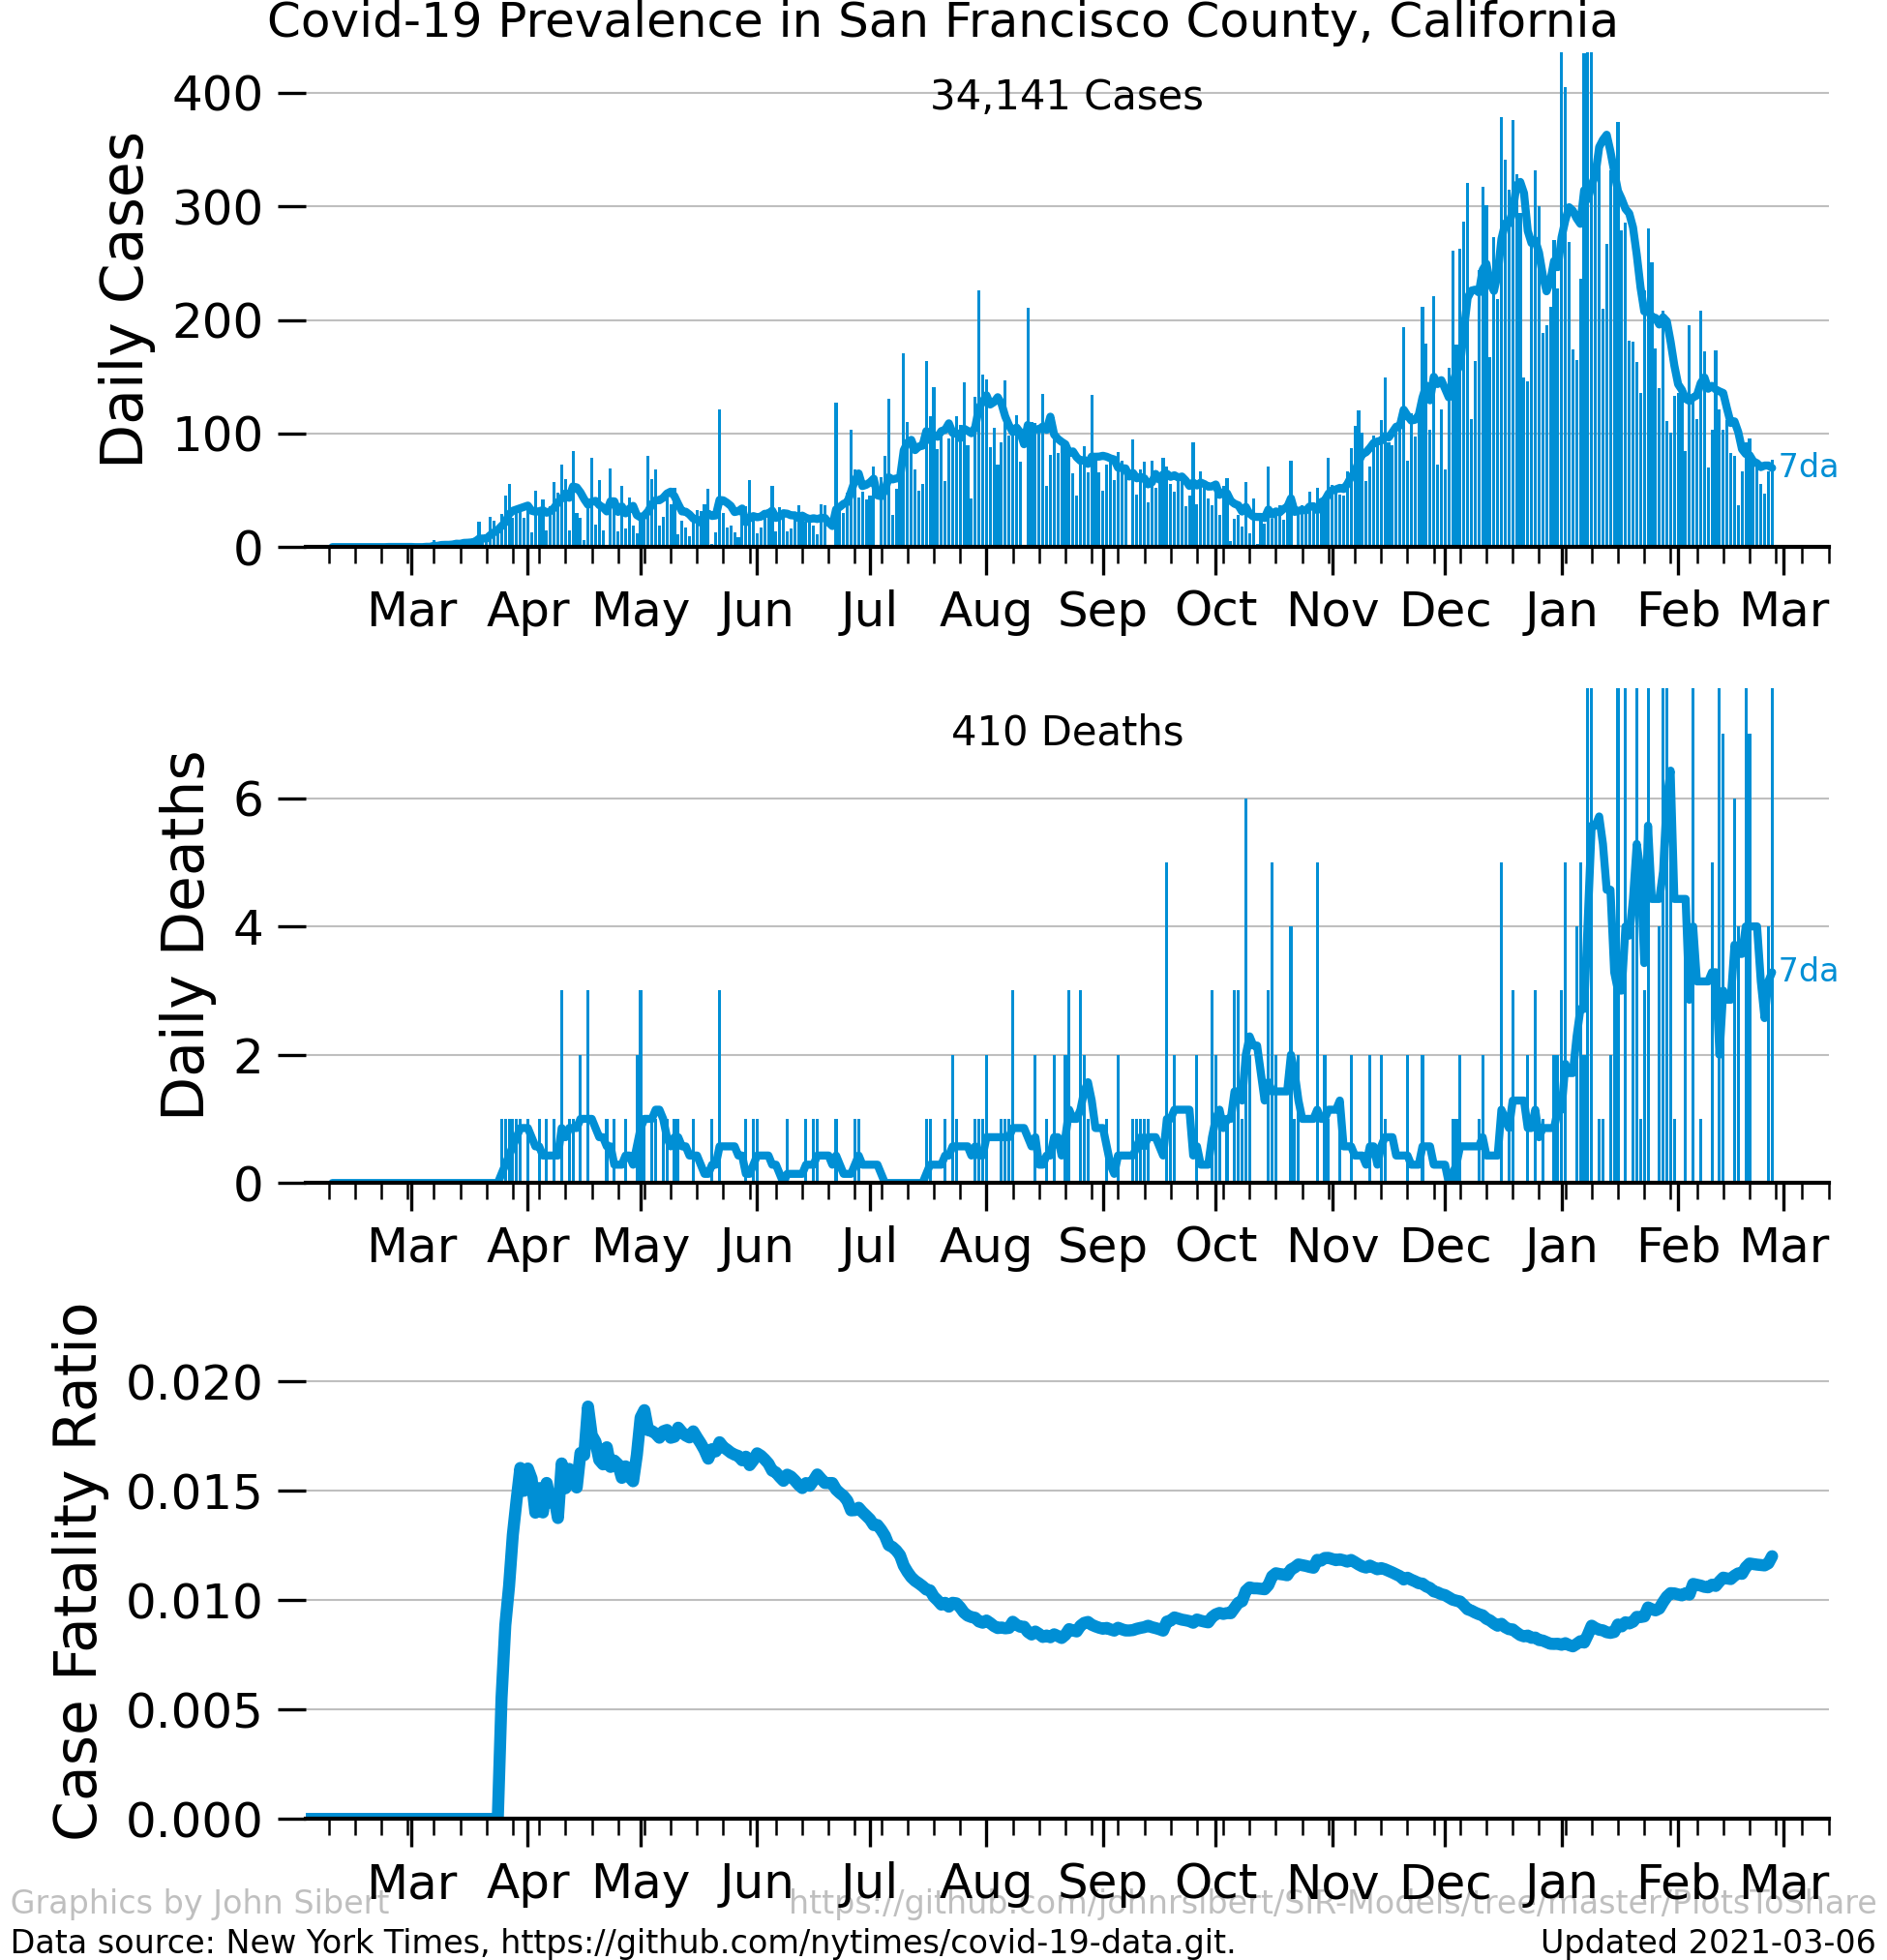 Covid-19 Prevalence in San Francisco County, California
34,141 Cases
Daily Cases
400
300
200
100
0
7da
Mar Apr May Jun Jul Aug Sep Oct Nov Dec Jan Feb Mar
410 Deaths
Daily Deaths
6
4
2
0
7da
Mar Apr May Jun Jul Aug Sep Oct Nov Dec Jan Feb Mar
Case Fatality Ratio
0.020
0.015
0.010
0.005
0.000
Mar Apr May Jun Jul Aug Sep Oct Nov Dec Jan Feb Mar
Graphics by John Sibert https://github.com/johnrsibert/SIR-Models/tree/master/PlotsToShare
Data source: New York Times, https://github.com/nytimes/covid-19-data.git. Updated 2021-03-06